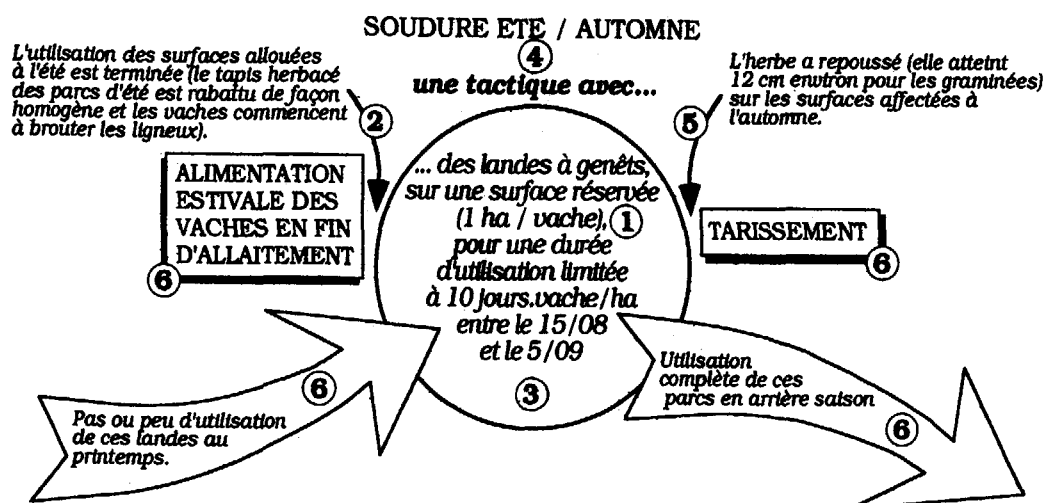 SOUDURE ETE / AUTOMNE
4
une tactique avec...
L'utilisation des surfaces allouées
à l'été est terminée (le tapis herbacé
des parcs d'été est rabattu de façon
homogène et les vaches commencent
à brouter les ligneux).
2
L'herbe a repoussé (elle atteint
12 cm environ pour les graminées)
sur les surfaces affectées à
l'automne.
5
ALIMENTATION
ESTIVALE DES
VACHES EN FIN
D'ALLAITEMENT
6
... des landes à genêts,
sur une surface réservée
(1 ha / vache), 1
pour une durée
d'utilisation limitée
à 10 jours.vache/ha
entre le 15/08
et le 5/09
3
TARISSEMENT
6
Pas ou peu d'utilisation
de ces landes au
printemps.
6
Utilisation
complète de ces
parcs en arrière saison
6